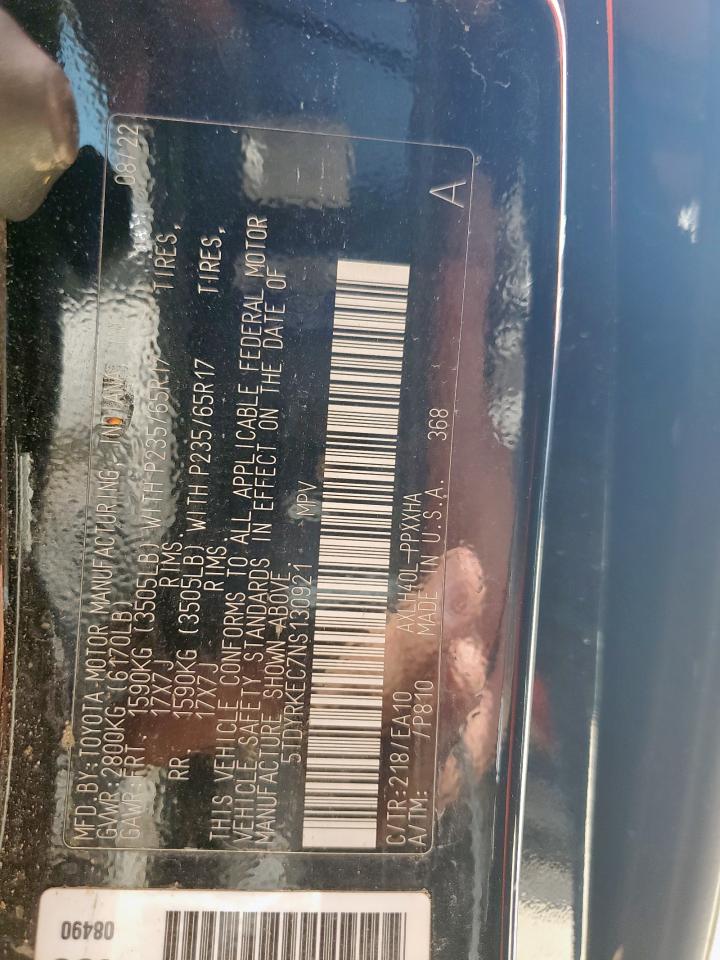 MFD.BY: TOYOTA MOTOR MANUFACTURING, INDIANA, 08/22
GVWR: 2800KG (6170LB)
GAWR: FRT. 1590KG (3505LB) WITH P235/65R17 TIRES,
17X7J RIMS
RR. 1590KG (3505LB) WITH P235/65R17 TIRES,
17X7J RIMS
THIS VEHICLE CONFORMS TO ALL APPLICABLE FEDERAL MOTOR
VEHICLE SAFETY STANDARDS IN EFFECT ON THE DATE OF
MANUFACTURE SHOWN ABOVE.
5TDYRKEC7NS130921 MPV
C/TR:218/EA10 AXLH40L-PPXXHA A
A/TM: /P810 MADE IN U.S.A. 368
08490